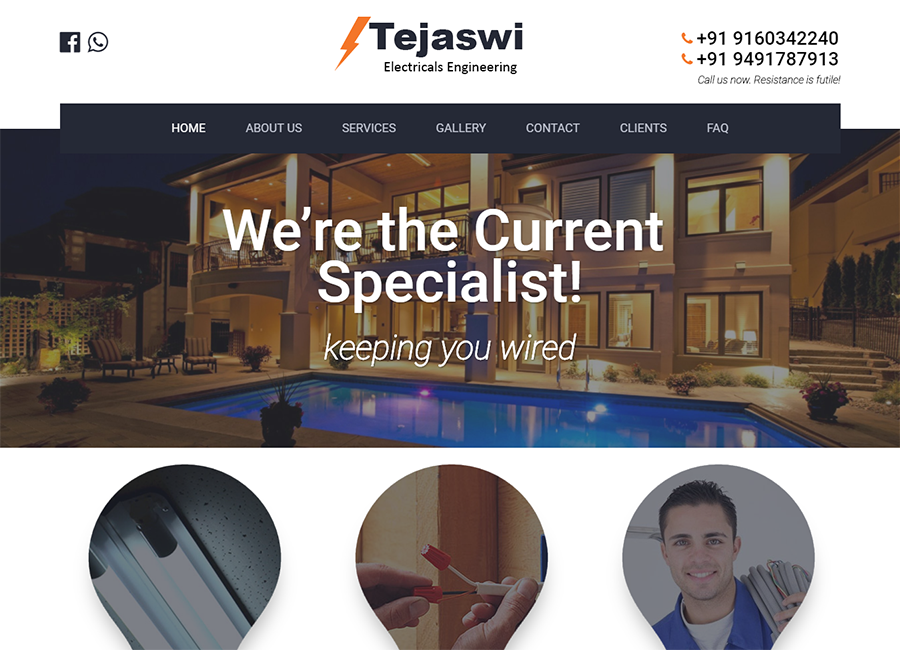 Tejaswi
Electricals Engineering
+91 9160342240
+91 9491787913
Call us now. Resistance is futile!
HOME ABOUT US SERVICES GALLERY CONTACT CLIENTS FAQ
We’re the Current
Specialist!
keeping you wired